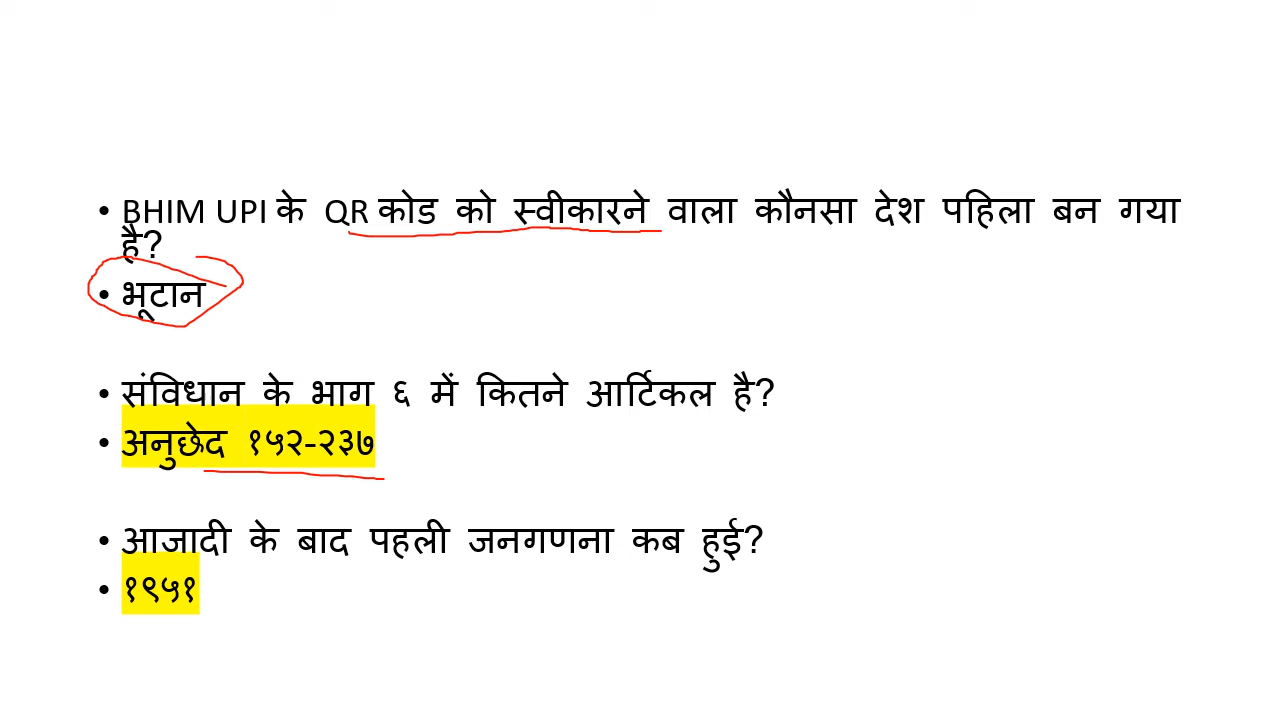 • BHIM UPI के QR कोड को स्वीकारने वाला कौनसा देश पहिला बन गया
है?
• भूटान
• संविधान के भाग ६ में कितने आर्टिकल है?
• अनुछेद १५२-२३७
• आजादी के बाद पहली जनगणना कब हुई?
• १९५१